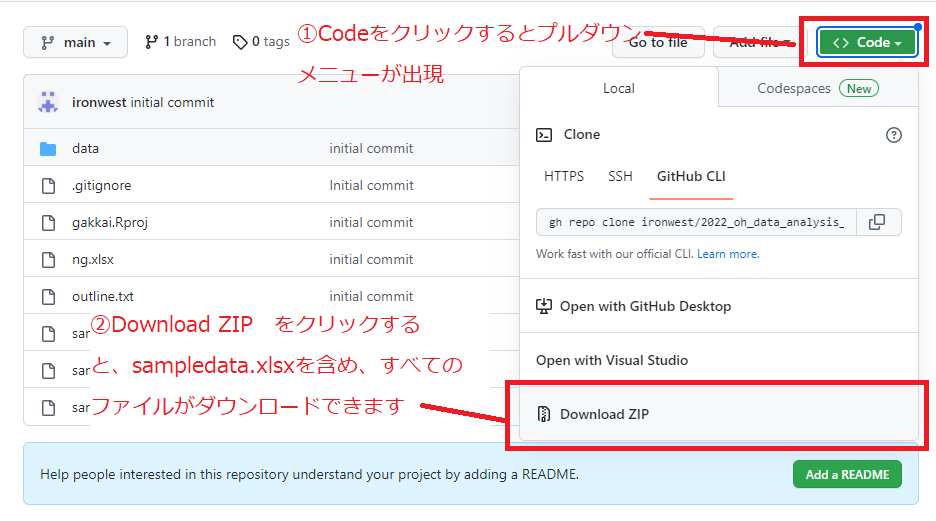 main
1 branch
0 tags
①Codeをクリックするとプルダウン
メニューが出現
Go to file
Add file
Code
ironwest initial commit
data initial commit
.gitignore Initial commit
gakkai.Rproj initial commit
ng.xlsx initial commit
outline.txt initial commit
②Download ZIP　をクリックする
と、sampledata.xlsxを含め、すべての
ファイルがダウンロードできます
Local
Codespaces New
Clone
HTTPS SSH GitHub CLI
gh repo clone ironwest/2022_oh_data_analysis_
Work fast with our official CLI. Learn more.
Open with GitHub Desktop
Open with Visual Studio
Download ZIP
Help people interested in this repository understand your project by adding a README.
Add a README